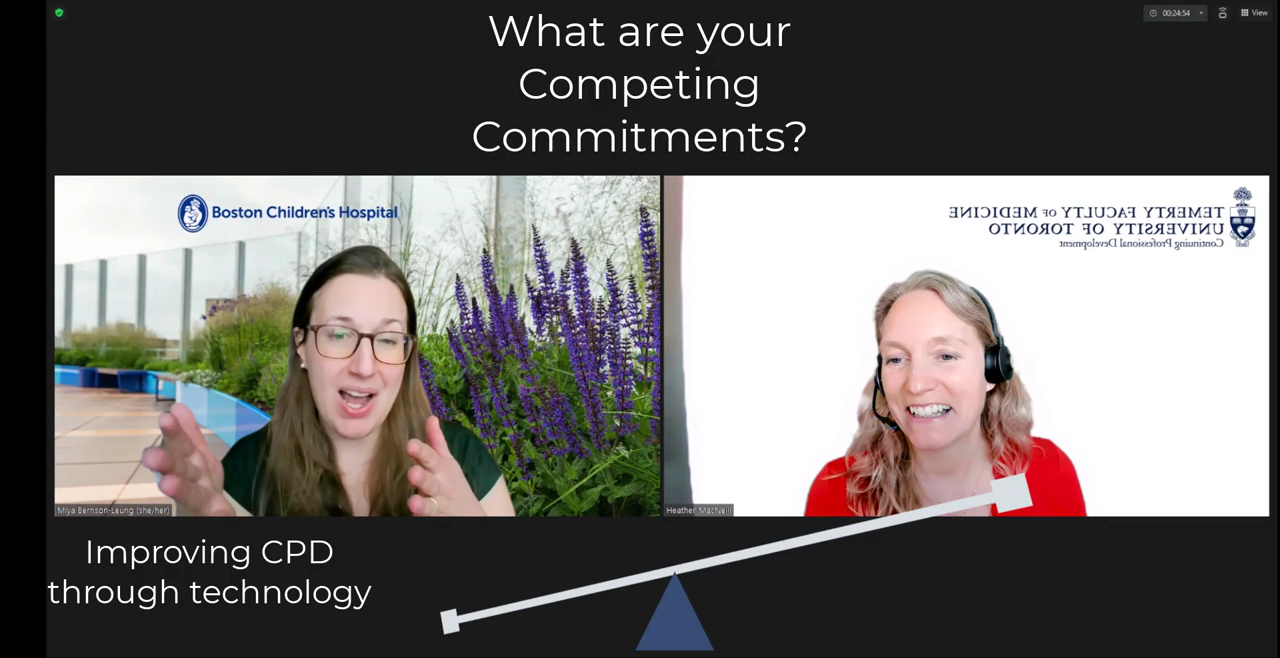 What are your
Competing
Commitments?
00:24:54
View
Boston Children's Hospital
TEMERTY FACULTY OF MEDICINE
UNIVERSITY OF TORONTO
Continuing Professional Development
Miya Bernson-Leung (she/her)
Heather MacNeill
Improving CPD
through technology